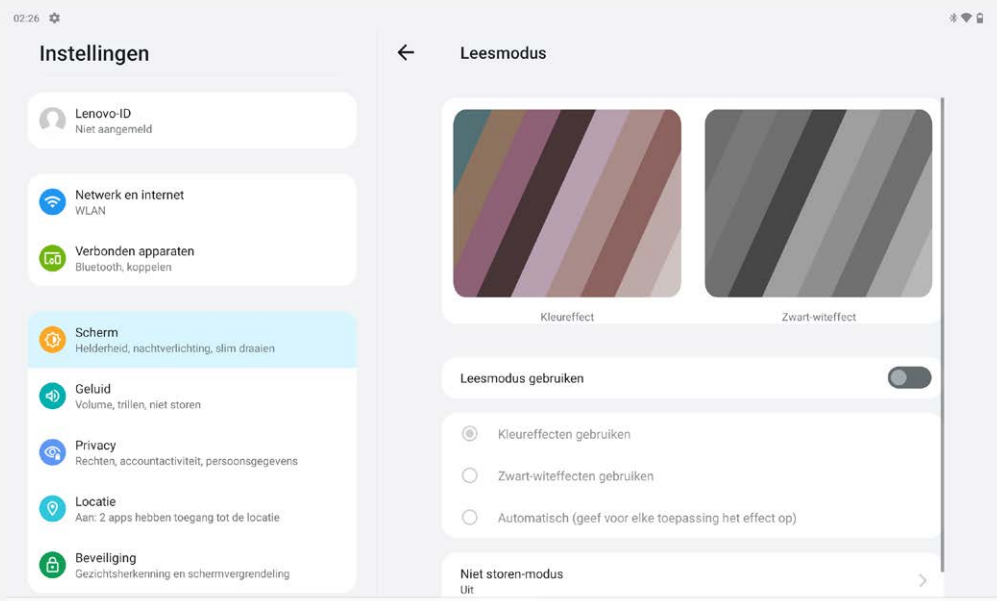 02:26
Instellingen
Leesmodus
Lenovo-ID
Niet aangemeld
Netwerk en internet
WLAN
Verbonden apparaten
Bluetooth, koppelen
Scherm
Helderheid, nachtverlichting, slim draaien
Geluid
Volume, trillen, niet storen
Privacy
Rechten, accountactiviteit, persoonsgegevens
Locatie
Aan: 2 apps hebben toegang tot de locatie
Beveiliging
Gezichtsherkenning en schermvergrendeling
Kleureffect
Zwart-witeffect
Leesmodus gebruiken
Kleureffecten gebruiken
Zwart-witeffecten gebruiken
Automatisch (geef voor elke toepassing het effect op)
Niet storen-modus
Uit